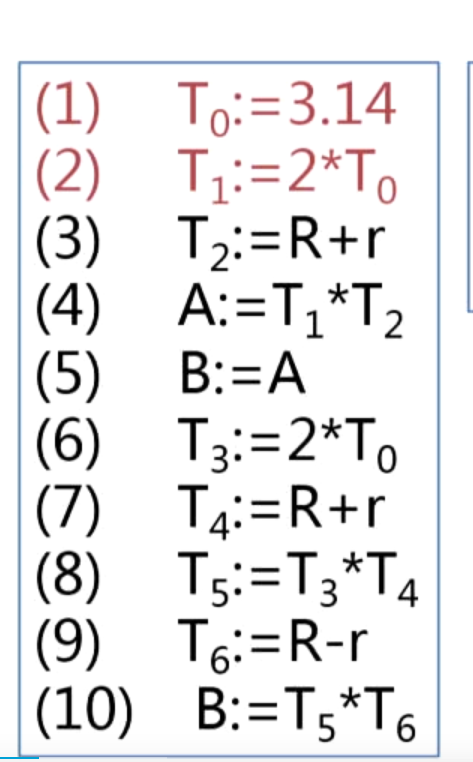 (1) T₀:=3.14
(2) T₁:=2*T₀
(3) T₂:=R+r
(4) A:=T₁*T₂
(5) B:=A
(6) T₃:=2*T₀
(7) T₄:=R+r
(8) T₅:=T₃*T₄
(9) T₆:=R-r
(10) B:=T₅*T₆